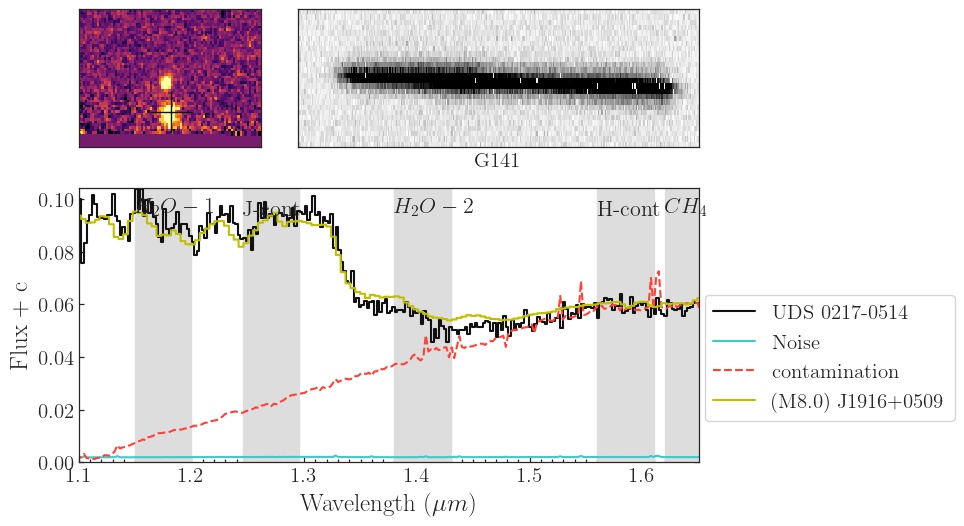 G141
H₂O − 1
J-cont
H₂O − 2
H-cont
CH₄
0.10
0.08
0.06
0.04
0.02
0.00
Flux + c
1.1
1.2
1.3
1.4
1.5
1.6
Wavelength (μm)
UDS 0217-0514
Noise
contamination
(M8.0) J1916+0509